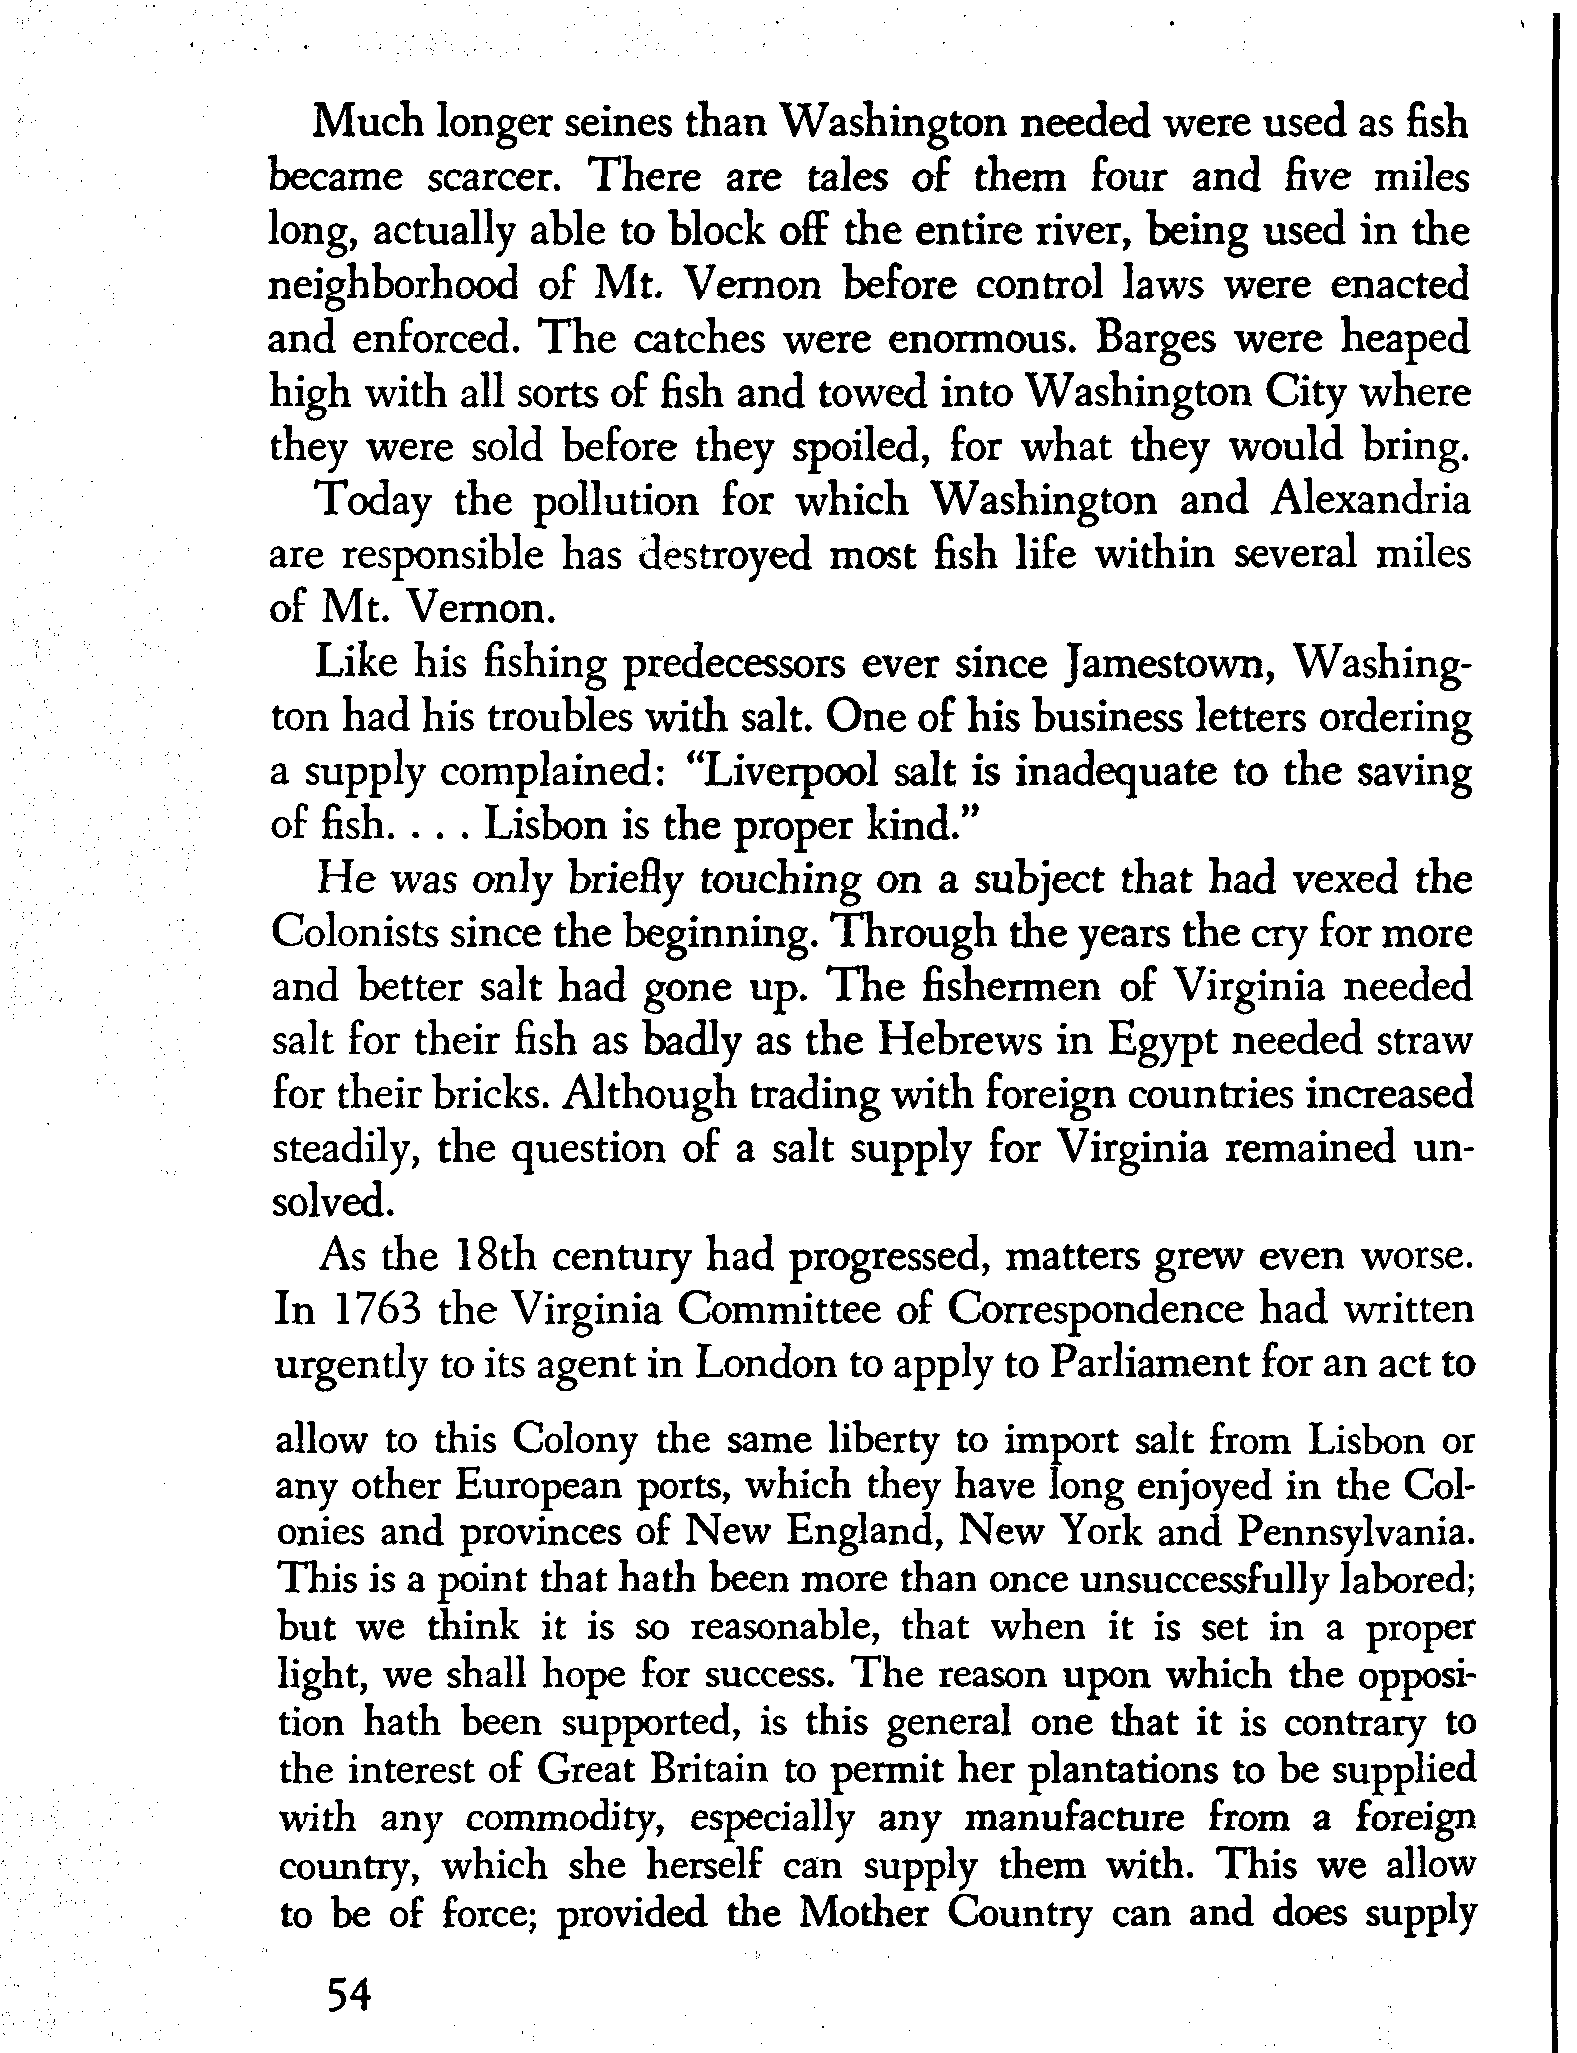 Much longer seines than Washington needed were used as fish
became scarcer. There are tales of them four and five miles
long, actually able to block off the entire river, being used in the
neighborhood of Mt. Vernon before control laws were enacted
and enforced. The catches were enormous. Barges were heaped
high with all sorts of fish and towed into Washington City where
they were sold before they spoiled, for what they would bring.
Today the pollution for which Washington and Alexandria
are responsible has destroyed most fish life within several miles
of Mt. Vernon.
Like his fishing predecessors ever since Jamestown, Washing-
ton had his troubles with salt. One of his business letters ordering
a supply complained: “Liverpool salt is inadequate to the saving
of fish. . . . Lisbon is the proper kind.”
He was only briefly touching on a subject that had vexed the
Colonists since the beginning. Through the years the cry for more
and better salt had gone up. The fishermen of Virginia needed
salt for their fish as badly as the Hebrews in Egypt needed straw
for their bricks. Although trading with foreign countries increased
steadily, the question of a salt supply for Virginia remained un-
solved.
As the 18th century had progressed, matters grew even worse.
In 1763 the Virginia Committee of Correspondence had written
urgently to its agent in London to apply to Parliament for an act to
allow to this Colony the same liberty to import salt from Lisbon or
any other European ports, which they have long enjoyed in the Col-
onies and provinces of New England, New York and Pennsylvania.
This is a point that hath been more than once unsuccessfully labored;
but we think it is so reasonable, that when it is set in a proper
light, we shall hope for success. The reason upon which the opposi-
tion hath been supported, is this general one that it is contrary to
the interest of Great Britain to permit her plantations to be supplied
with any commodity, especially any manufacture from a foreign
country, which she herself can supply them with. This we allow
to be of force; provided the Mother Country can and does supply
54